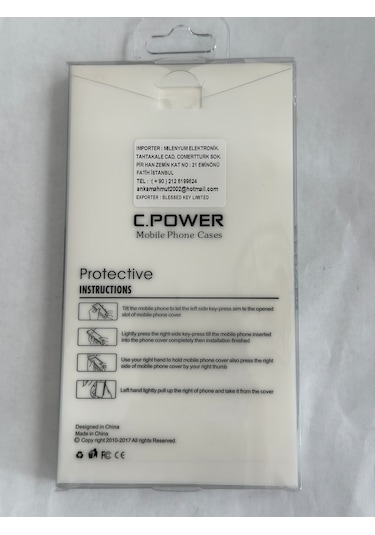 IMPORTER : MİLENYUM ELEKTRONİK.
TAHTAKALE CAD. COMERTTURK SOK.
PİR HAN ZEMİN KAT NO : 21 EMİNÖNÜ
FATİH İSTANBUL
TEL : ( + 90 ) 212 5199624
ankamahmut2002@hotmail.com
EXPORTER : BLESSED KEY LIMITED
C.POWER
Mobile Phone Cases
Protective
INSTRUCTIONS
Tilt the mobile phone to let the left side key-press aim to the opened
slot of mobile phone cover
Lightly press the right side key-press till the mobile phone inserted
into the phone cover completely then installation finished
Use your right hand to hold mobile phone cover also press the right
side of mobile phone cover by your right thumb
Left hand lightly pull up the right of phone and take it from the cover
Designed in China
Made in China
© Copy right 2010-2017 All rights Reserved.
FC CE